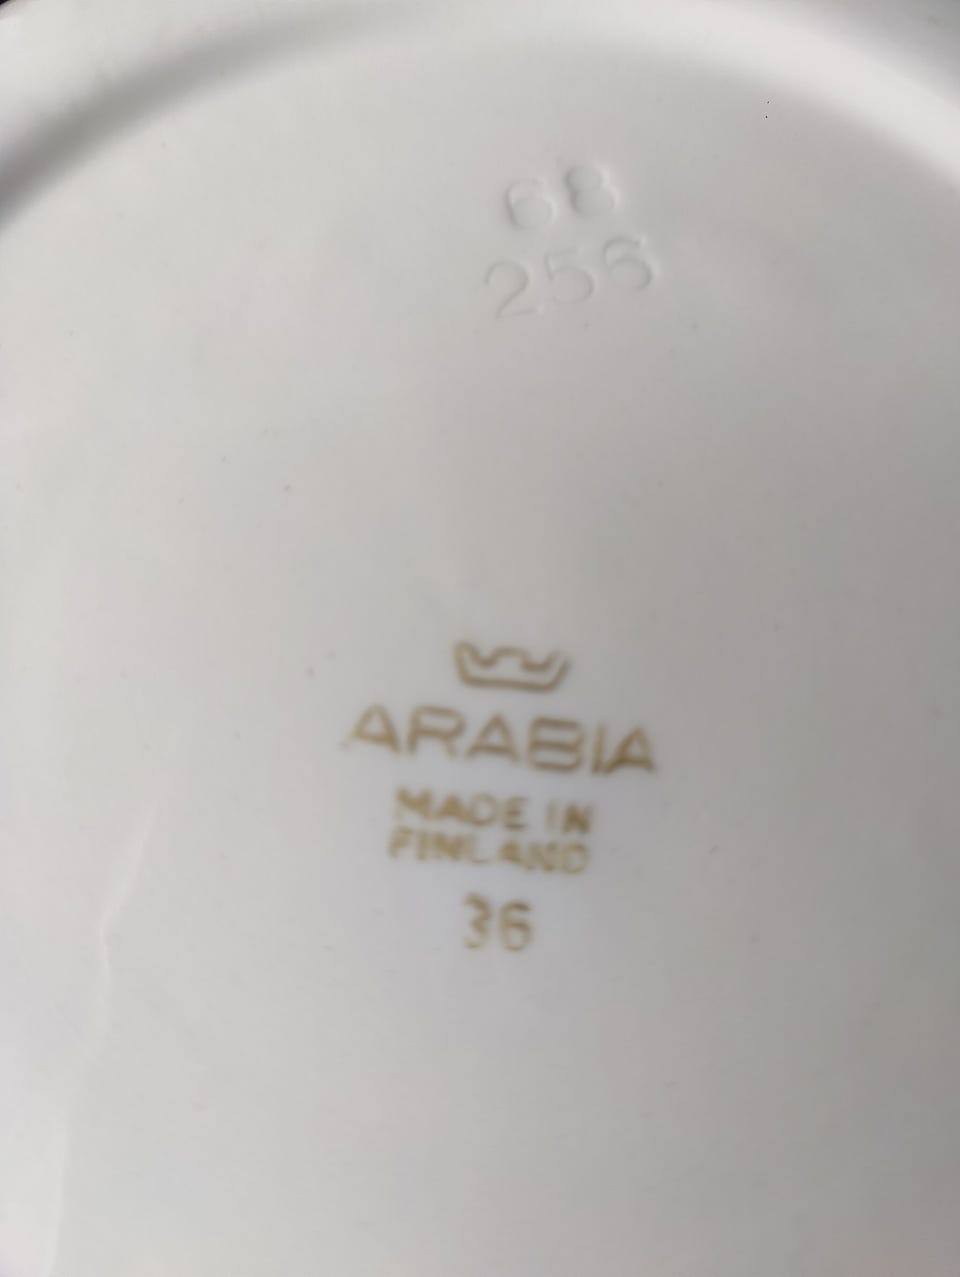 68
256
ARABIA
MADE IN
FINLAND
36